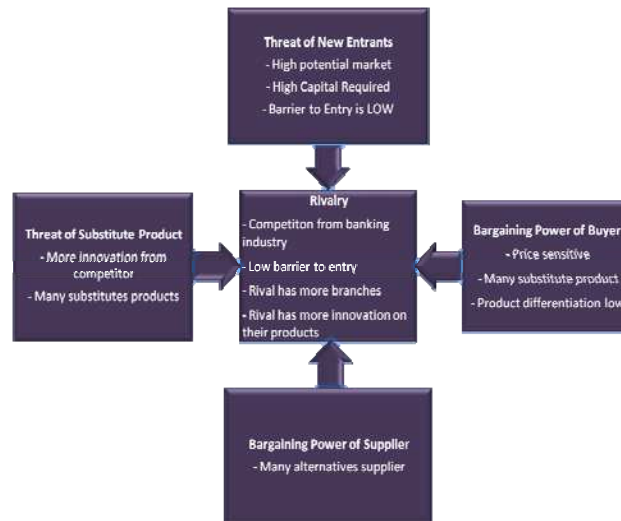 Threat of New Entrants
- High potential market
- High Capital Required
- Barrier to Entry is LOW
Threat of Substitute Product
- More innovation from
competitor
- Many substitutes products
Rivalry
- Competiton from banking
industry
- Low barrier to entry
- Rival has more branches
- Rival has more innovation on
their products
Bargaining Power of Buyer
- Price sensitive
- Many substitute product
- Product differentiation low
Bargaining Power of Supplier
- Many alternatives supplier